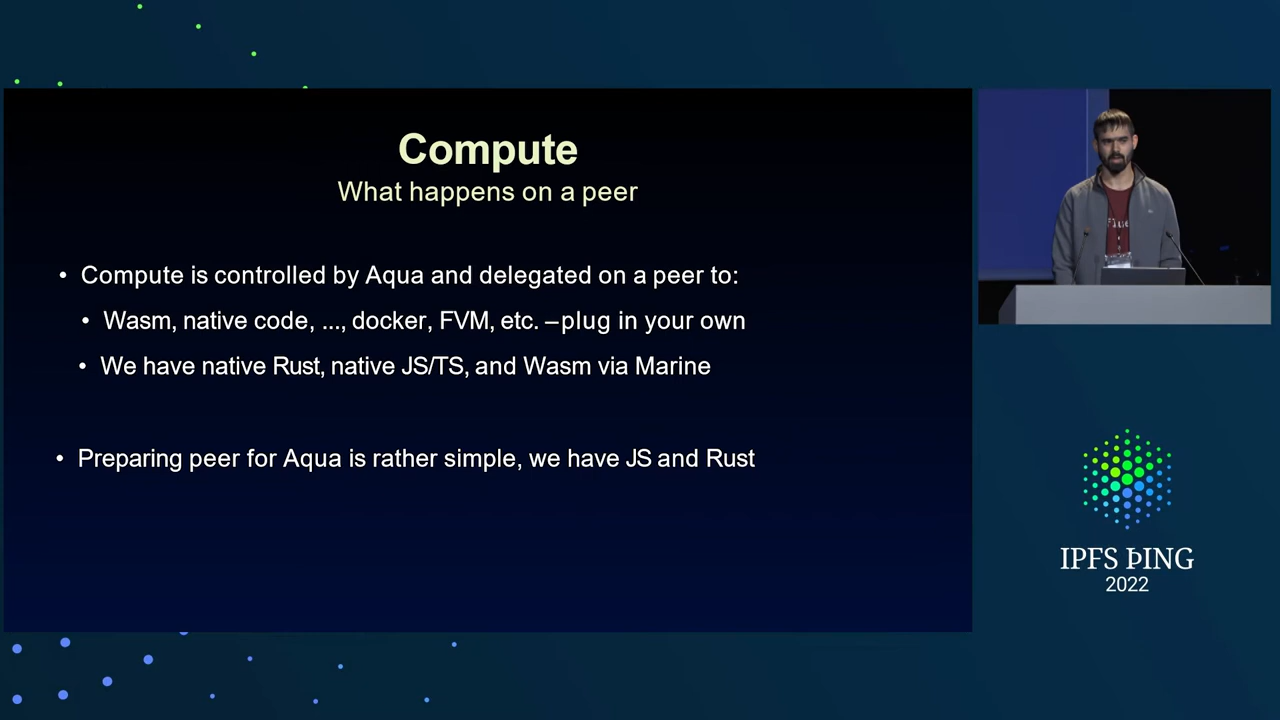 Compute
What happens on a peer
• Compute is controlled by Aqua and delegated on a peer to:
• Wasm, native code, ..., docker, FVM, etc. – plug in your own
• We have native Rust, native JS/TS, and Wasm via Marine
• Preparing peer for Aqua is rather simple, we have JS and Rust
IPFS ÞING
2022